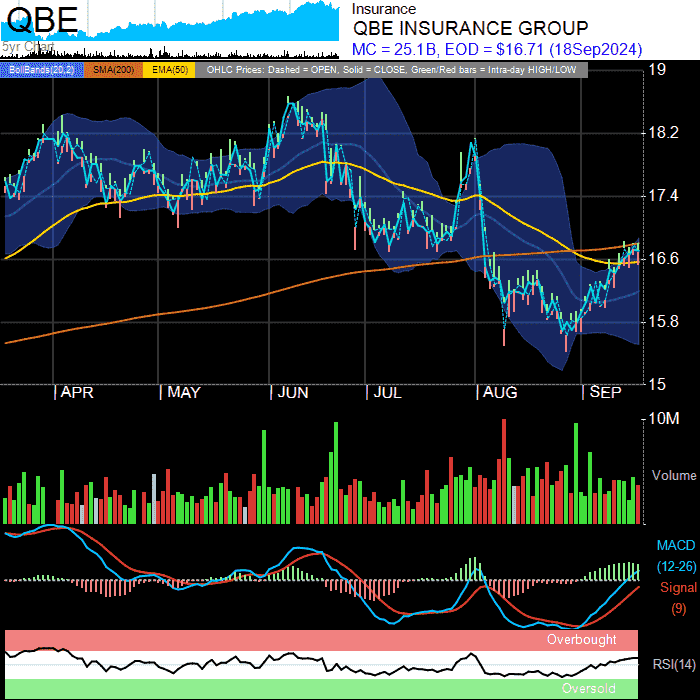 QBE
5yr Chart
Insurance
QBE INSURANCE GROUP
MC = 25.1B, EOD = $16.71 (18Sep2024)
BollBands(20,2) SMA(200) EMA(50) OHLC Prices: Dashed = OPEN, Solid = CLOSE, Green/Red bars = Intra-day HIGH/LOW
19
18.2
17.4
16.6
15.8
15
APR MAY JUN JUL AUG SEP
10M
Volume
MACD
(12-26)
Signal
(9)
Overbought
RSI(14)
Oversold